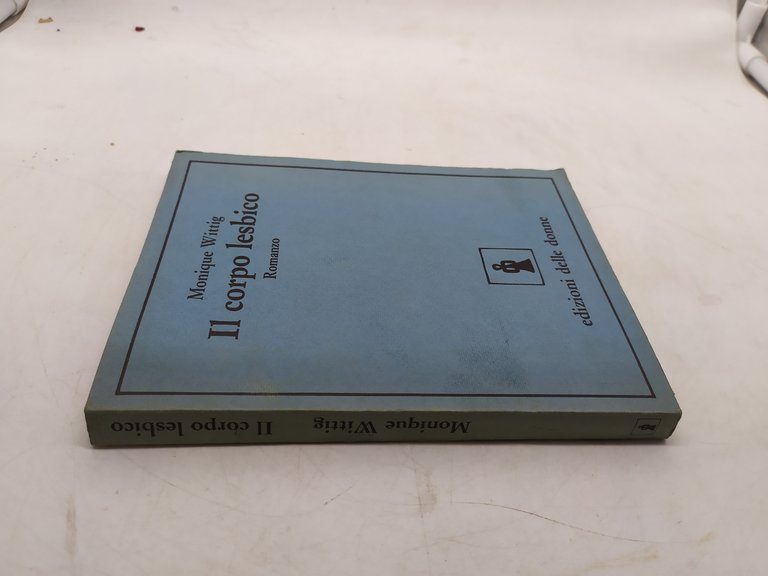 Monique Wittig
Il corpo lesbico
Romanzo
edizioni delle donne
Il corpo lesbico
Monique Wittig